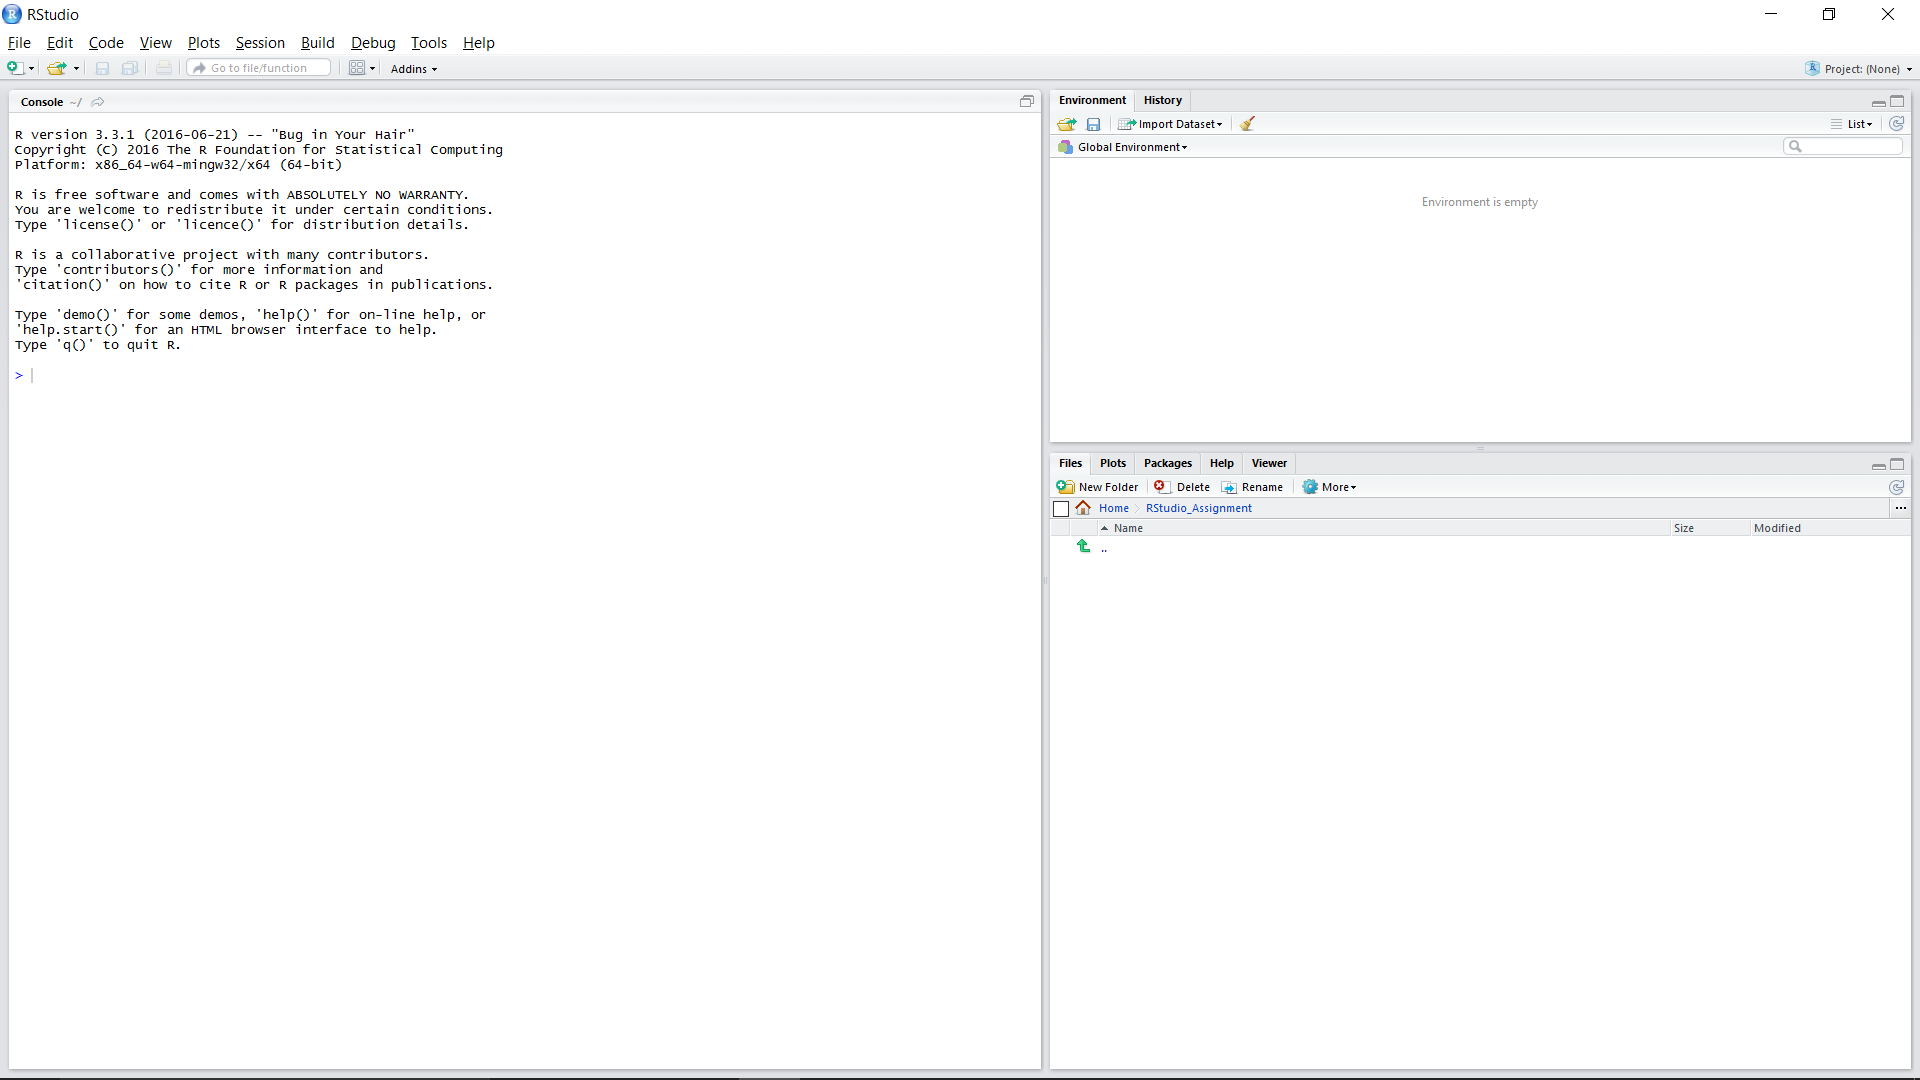 RStudio
File Edit Code View Plots Session Build Debug Tools Help
Go to file/function Addins Project: (None)
Console ~/
R version 3.3.1 (2016-06-21) -- "Bug in Your Hair"
Copyright (C) 2016 The R Foundation for Statistical Computing
Platform: x86_64-w64-mingw32/x64 (64-bit)
R is free software and comes with ABSOLUTELY NO WARRANTY.
You are welcome to redistribute it under certain conditions.
Type 'license()' or 'licence()' for distribution details.
R is a collaborative project with many contributors.
Type 'contributors()' for more information and
'citation()' on how to cite R or R packages in publications.
Type 'demo()' for some demos, 'help()' for on-line help, or
'help.start()' for an HTML browser interface to help.
Type 'q()' to quit R.
>
Environment History
Import Dataset List
Global Environment
Environment is empty
Files Plots Packages Help Viewer
New Folder Delete Rename More
Home RStudio_Assignment ...
Name Size Modified
..